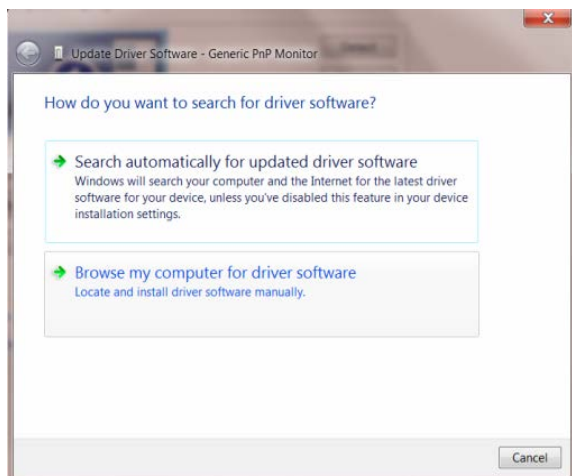 Update Driver Software - Generic PnP Monitor
How do you want to search for driver software?
Search automatically for updated driver software
Windows will search your computer and the Internet for the latest driver
software for your device, unless you've disabled this feature in your device
installation settings.
Browse my computer for driver software
Locate and install driver software manually.
Cancel